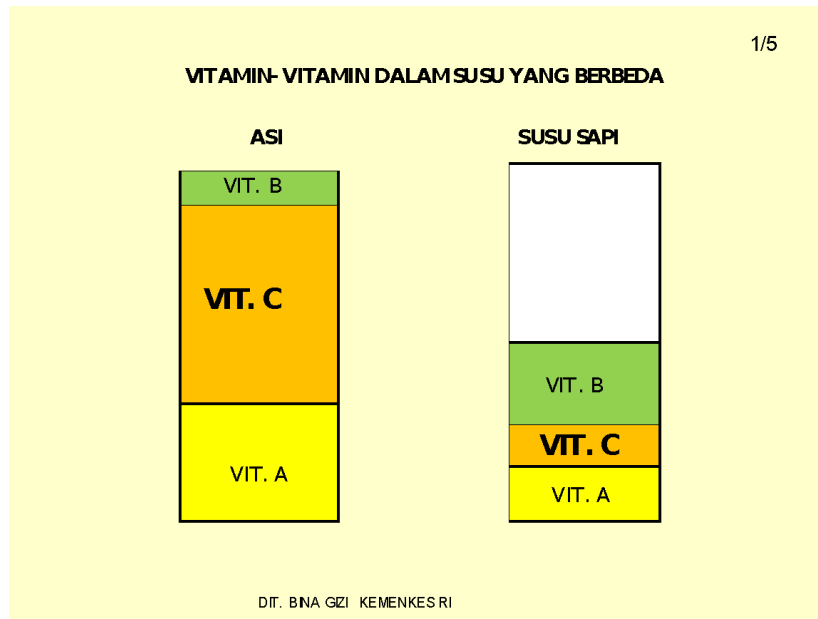 1/5
VITAMIN- VITAMIN DALAM SUSU YANG BERBEDA
ASI
SUSU SAPI
VIT. B
VIT. C
VIT. A
VIT. B
VIT. C
VIT. A
DIT. BINA GIZI KEMENKES RI